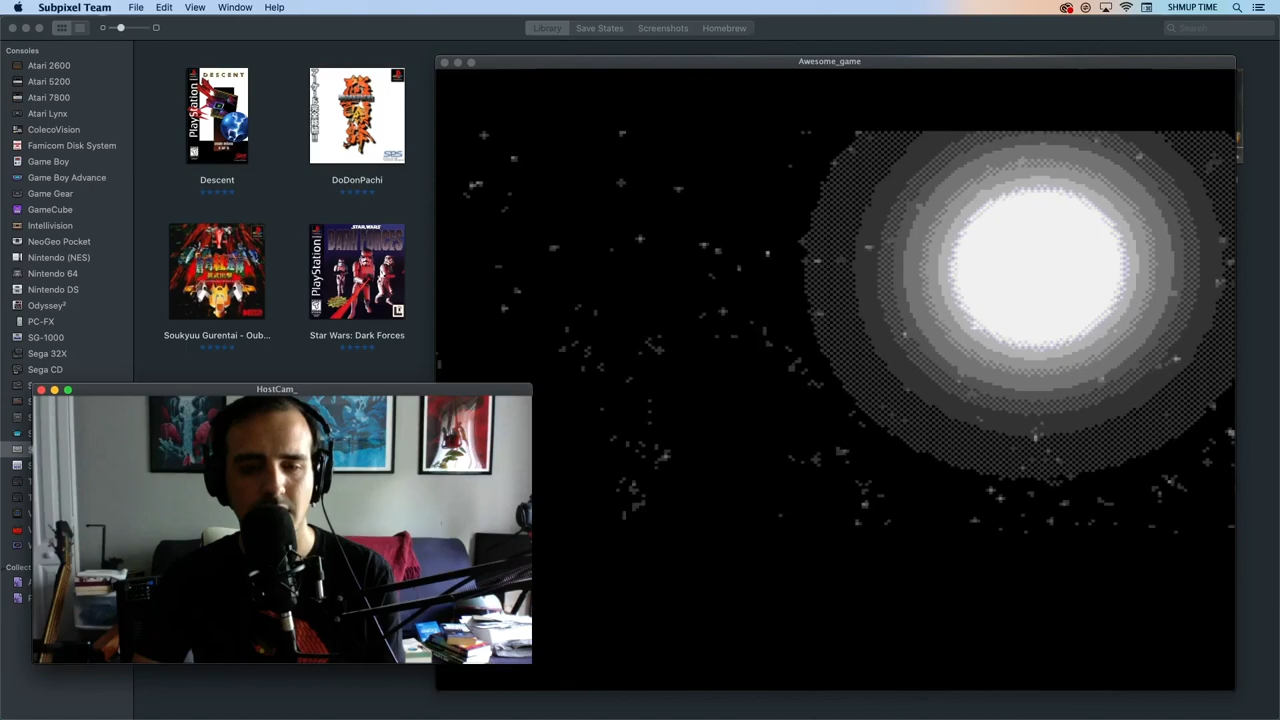 Subpixel Team File Edit View Window Help
SHMUP TIME
Library Save States Screenshots Homebrew
Search
Consoles
Atari 2600
Atari 5200
Atari 7800
Atari Lynx
ColecoVision
Famicom Disk System
Game Boy
Game Boy Advance
Game Gear
GameCube
Intellivision
NeoGeo Pocket
Nintendo (NES)
Nintendo 64
Nintendo DS
Odyssey²
PC-FX
SG-1000
Sega 32X
Sega CD
Collect
DESCENT
PlayStation
Descent
DoDonPachi
Soukyuu Gurentai - Oub...
STAR WARS
DARK FORCES
PlayStation
Star Wars: Dark Forces
Awesome_game
HostCam_